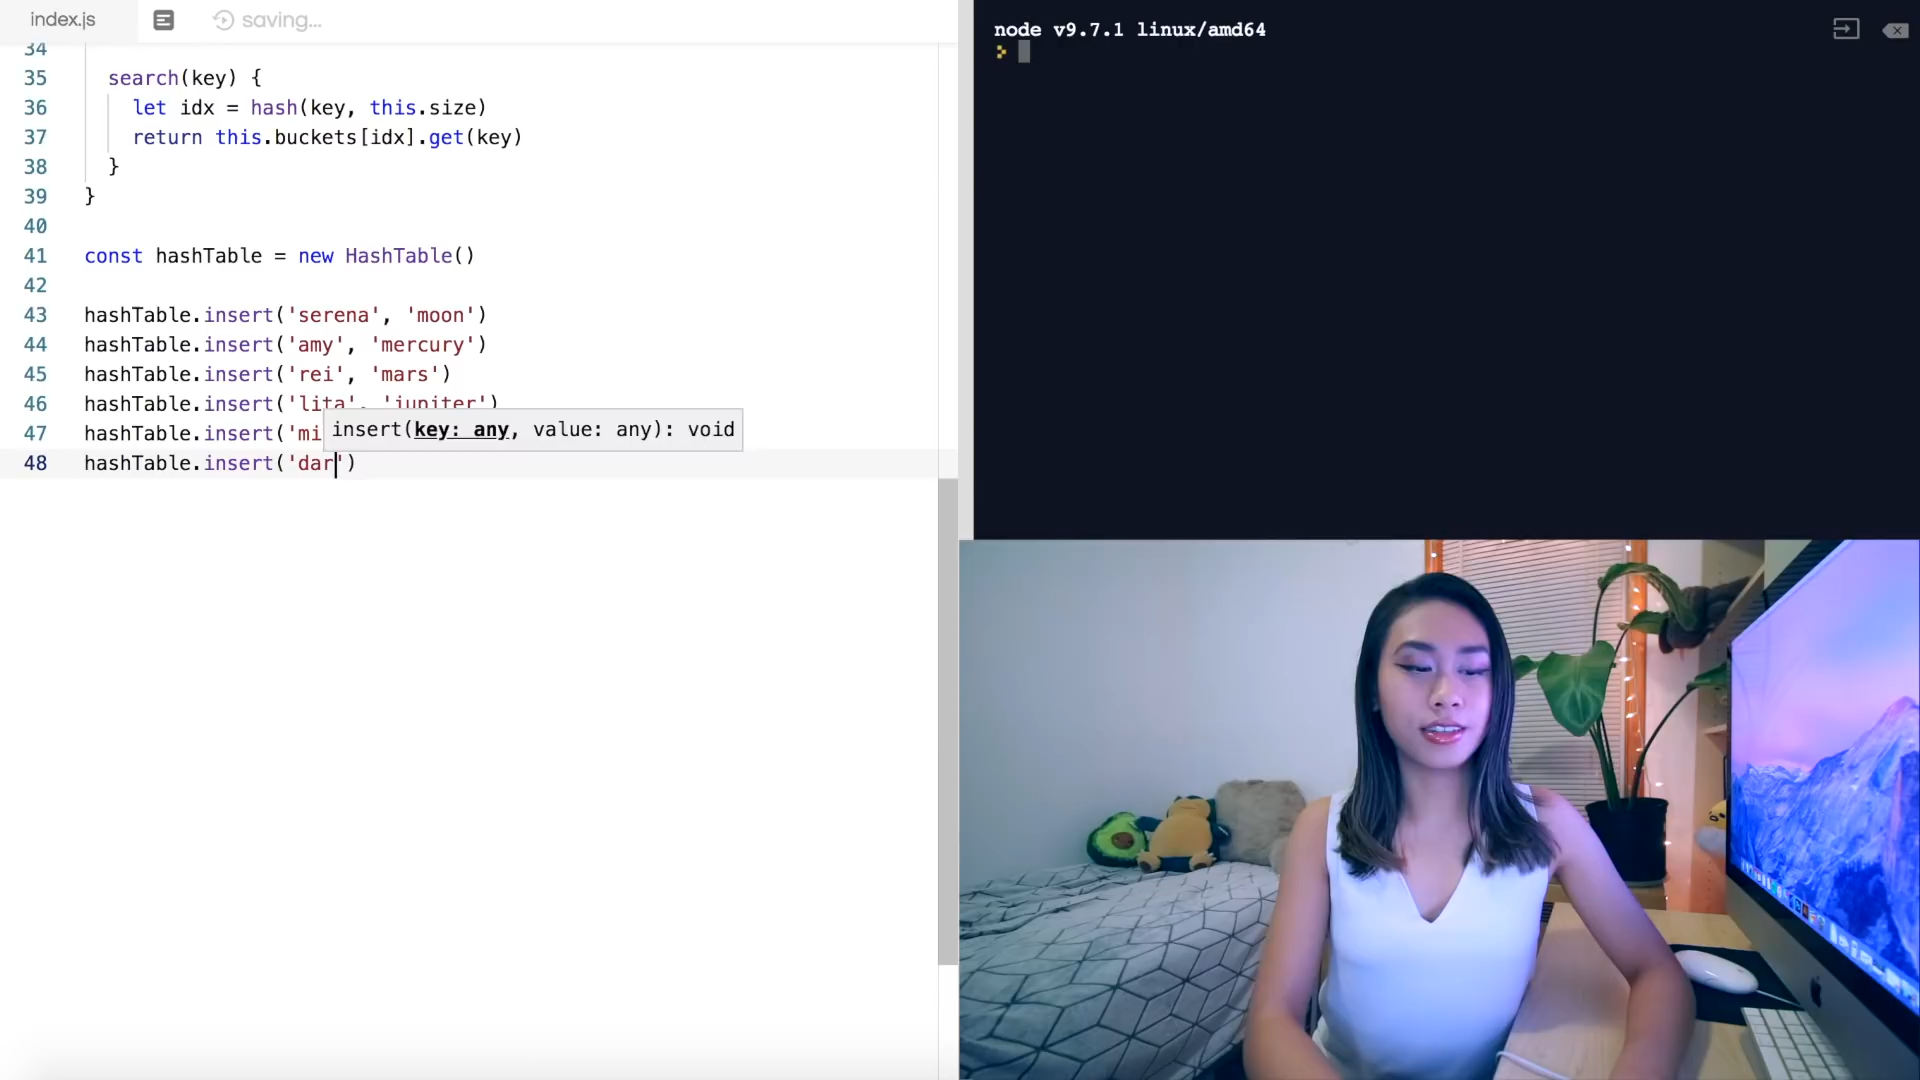 index.js
saving...
34
35 search(key) {
36 let idx = hash(key, this.size)
37 return this.buckets[idx].get(key)
38 }
39 }
40
41 const hashTable = new HashTable()
42
43 hashTable.insert('serena', 'moon')
44 hashTable.insert('amy', 'mercury')
45 hashTable.insert('rei', 'mars')
46 hashTable.insert('lita', 'jupiter')
47 hashTable.insert('mi
insert(key: any, value: any): void
48 hashTable.insert('dar')
node v9.7.1 linux/amd64